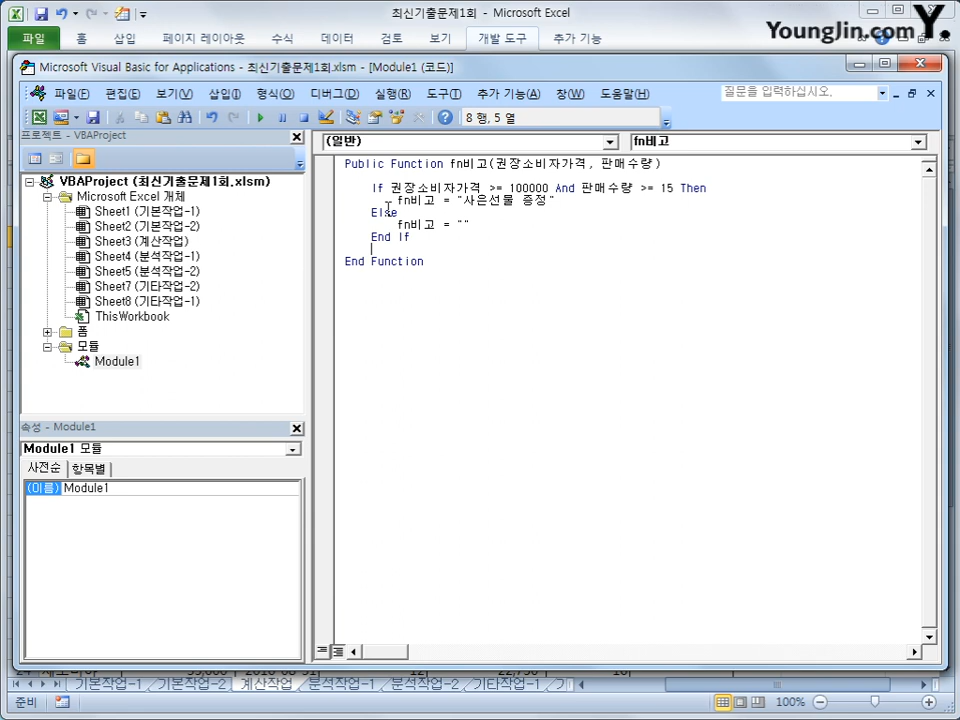 최신기출문제1회.xlsm - Microsoft Excel
Younglin.com Y.
파일 홈 삽입 페이지 레이아웃 수식 데이터 검토 보기 개발 도구 추가 기능
Microsoft Visual Basic for Applications - 최신기출문제1회.xlsm - [Module1 (코드)]
파일(F) 편집(E) 보기(V) 삽입(I) 형식(O) 디버그(D) 실행(R) 도구(T) 추가 기능(A) 창(W) 도움말(H) 질문을 입력하십시오.
8 행, 5 열
프로젝트 - VBAProject
(일반) fn비고
VBAProject (최신기출문제1회.xlsm)
Microsoft Excel 개체
Sheet1 (기본작업-1)
Sheet2 (기본작업-2)
Sheet3 (계산작업)
Sheet4 (분석작업-1)
Sheet5 (분석작업-2)
Sheet7 (기타작업-2)
Sheet8 (기타작업-1)
ThisWorkbook
폼
모듈
Module1
Public Function fn비고(권장소비자가격, 판매수량)
If 권장소비자가격 >= 100000 And 판매수량 >= 15 Then
fn비고 = "사은선물 증정"
Else
fn비고 = ""
End If
End Function
속성 - Module1
Module1 모듈
사전순 항목별
(이름) Module1
기본작업-1 기본작업-2 계산작업 분석작업-1 분석작업-2 기타작업-1
준비 100%